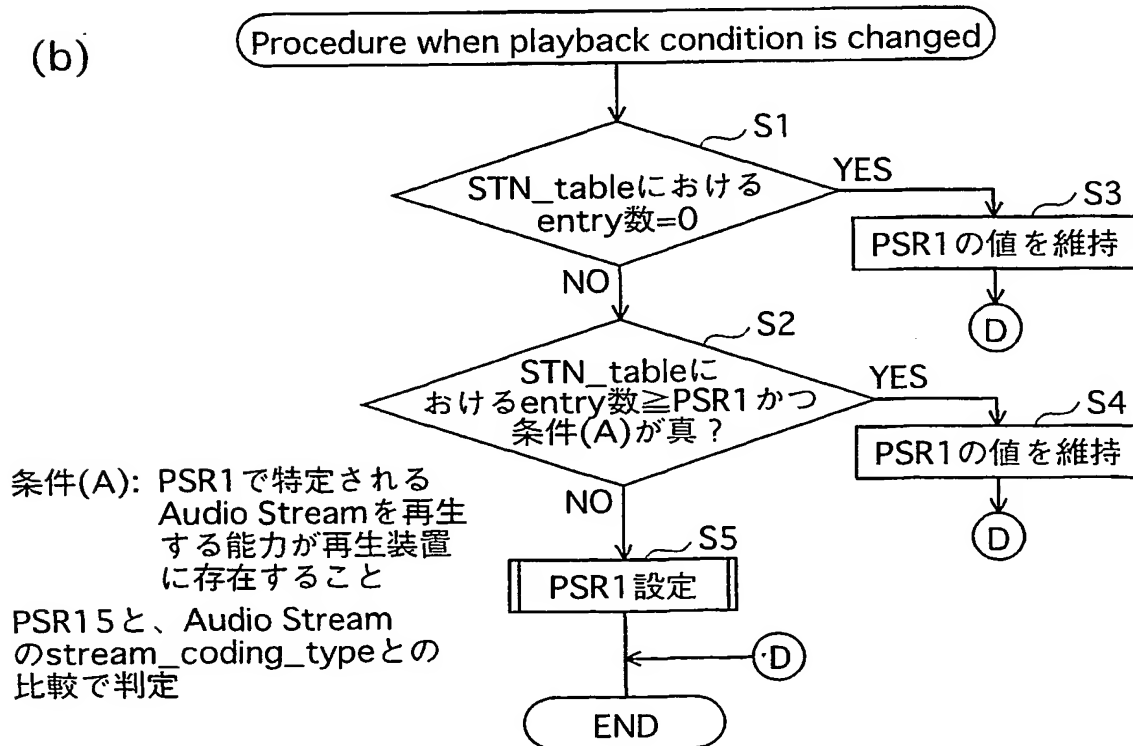 (b)
Procedure when playback condition is changed
S1
STN_tableにおける
entry数=0
YES
S3
PSR1の値を維持
D
NO
S2
STN_tableに
おけるentry数≧PSR1かつ
条件(A)が真?
YES
S4
PSR1の値を維持
D
NO
条件(A): PSR1で特定される
Audio Streamを再生
する能力が再生装置
に存在すること
PSR15と、Audio Stream
のstream_coding_typeとの
比較で判定
S5
PSR1設定
D
END